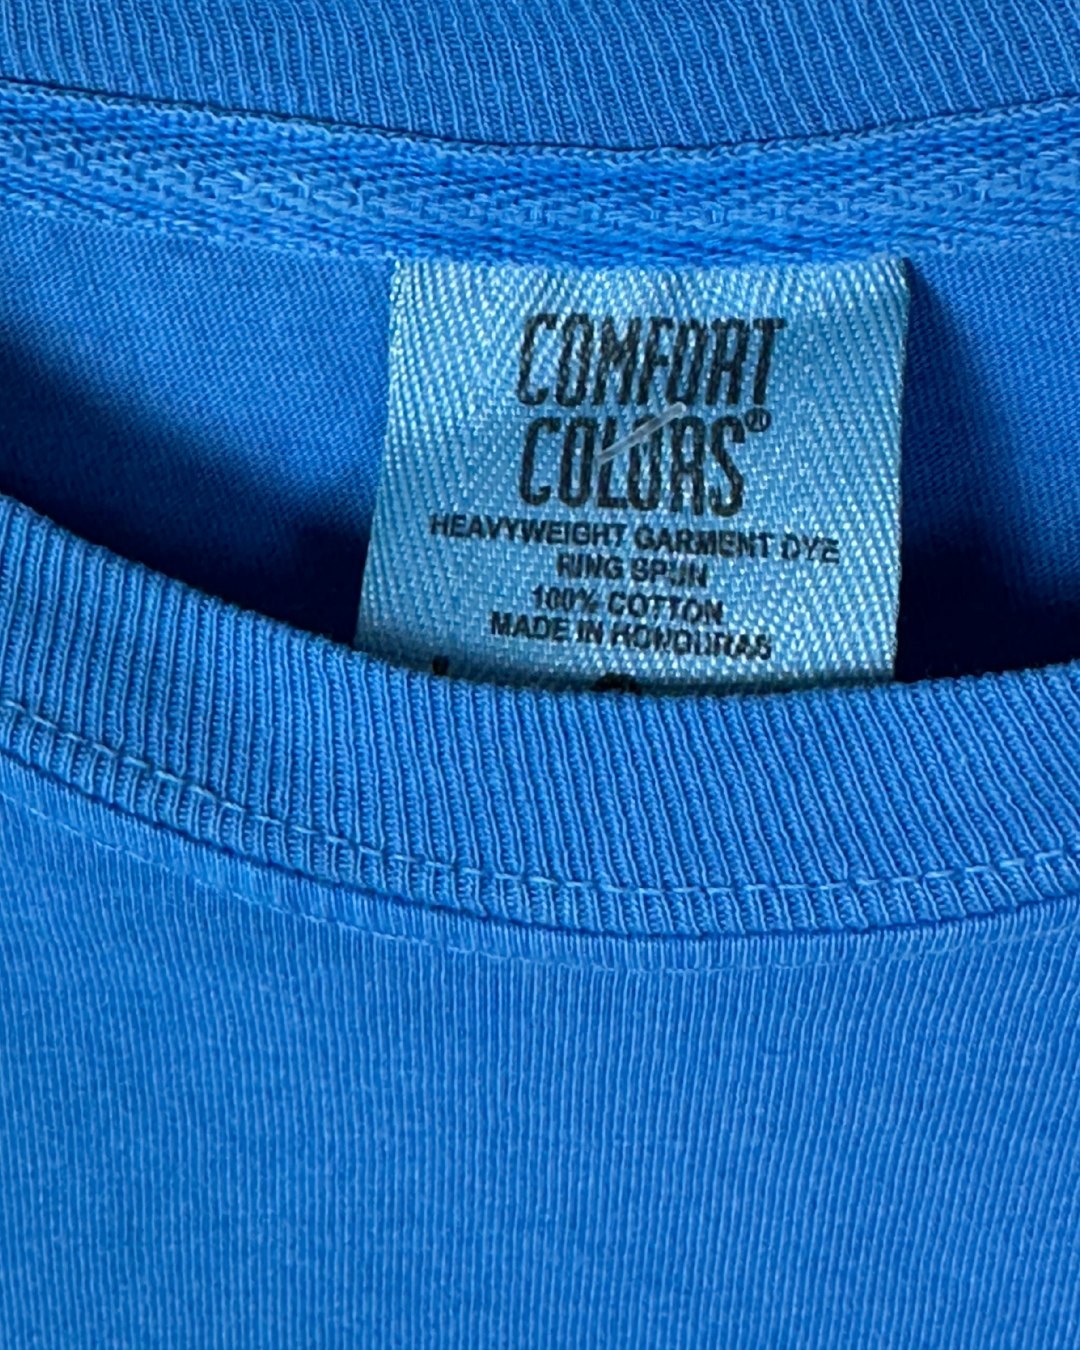 COMFORT
COLORS®
HEAVYWEIGHT GARMENT DYE
RING SPUN
100% COTTON
MADE IN HONDURAS